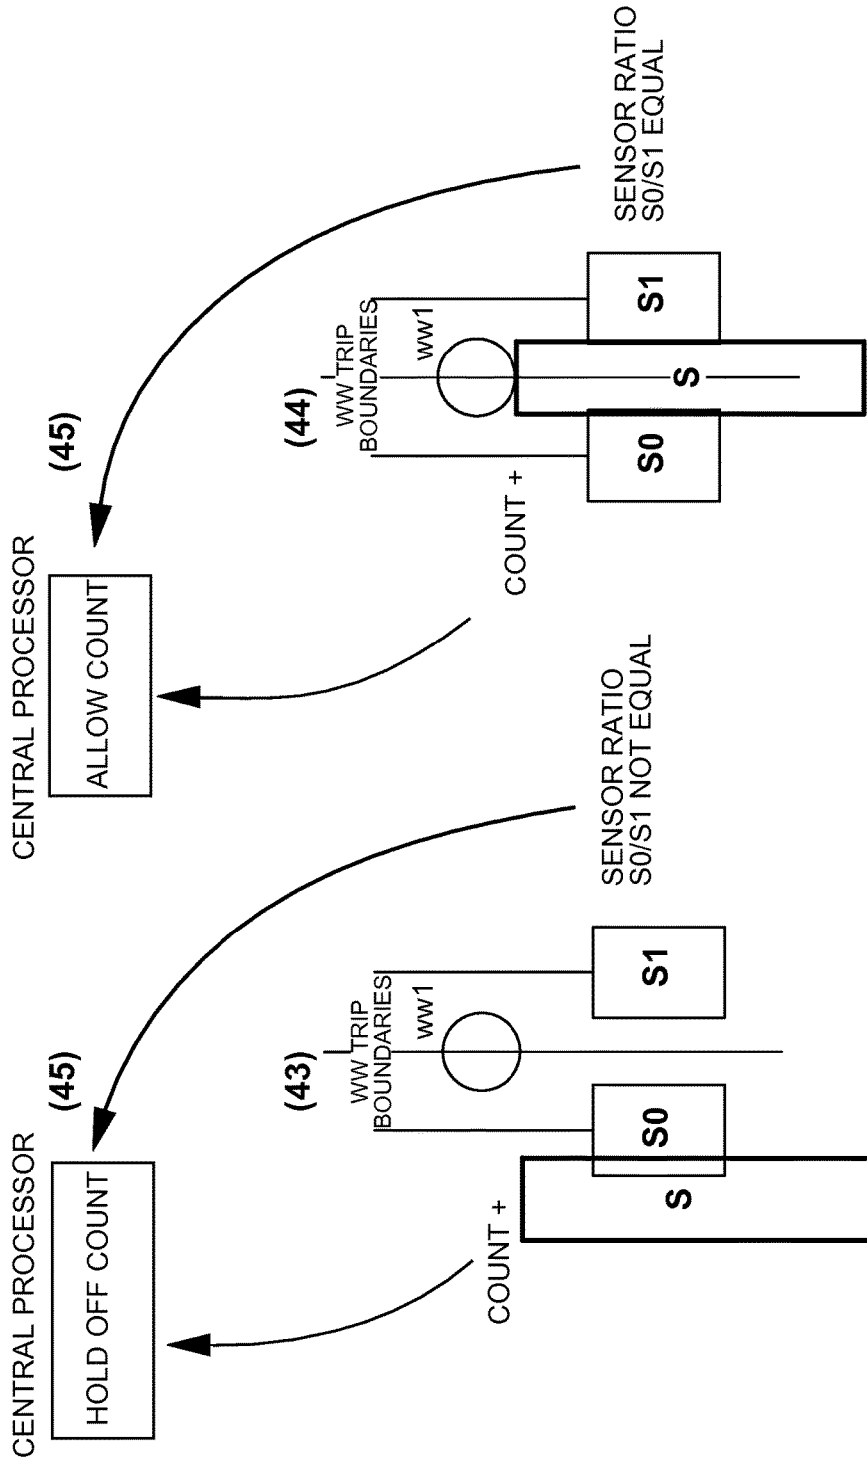 CENTRAL PROCESSOR
HOLD OFF COUNT
(45)
(43)
WW TRIP
BOUNDARIES
ww1
COUNT +
S
S0
S1
SENSOR RATIO
S0/S1 NOT EQUAL
CENTRAL PROCESSOR
ALLOW COUNT
(45)
(44)
WW TRIP
BOUNDARIES
ww1
COUNT +
S0
S
S1
SENSOR RATIO
S0/S1 EQUAL